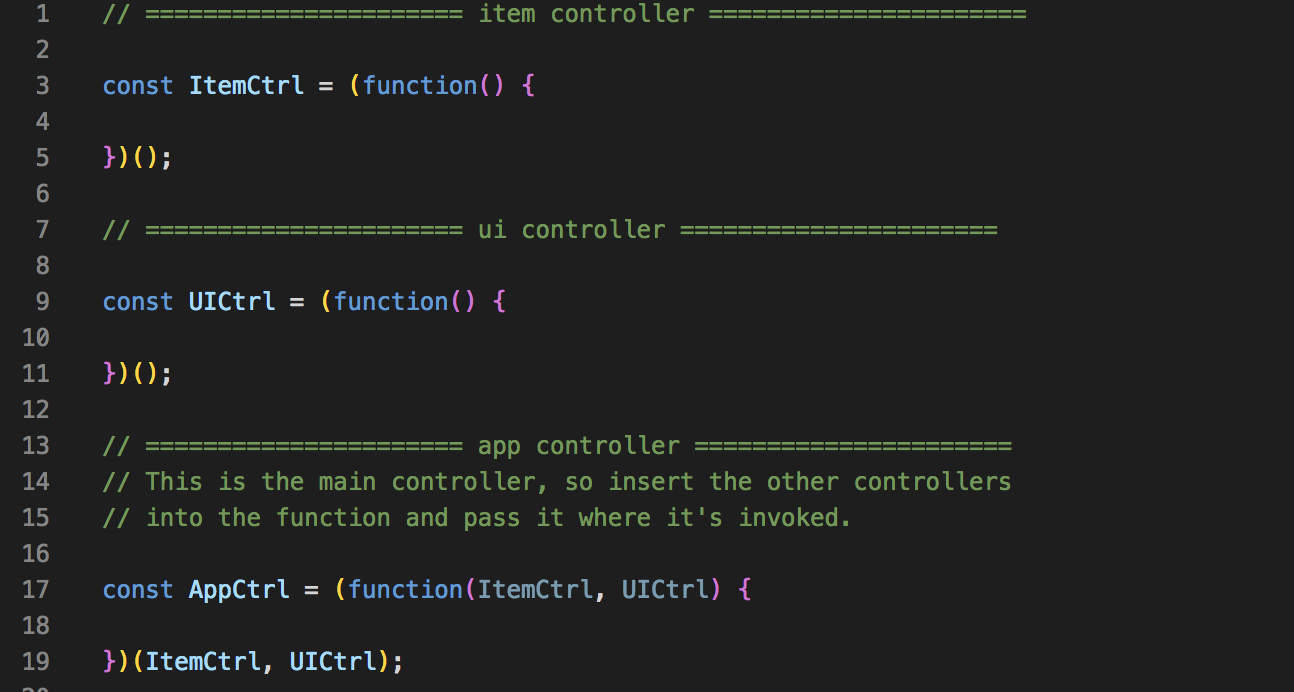 1 // ====================== item controller ======================
2
3 const ItemCtrl = (function() {
4
5 })();
6
7 // ====================== ui controller ======================
8
9 const UICtrl = (function() {
10
11 })();
12
13 // ====================== app controller ======================
14 // This is the main controller, so insert the other controllers
15 // into the function and pass it where it's invoked.
16
17 const AppCtrl = (function(ItemCtrl, UICtrl) {
18
19 })(ItemCtrl, UICtrl);